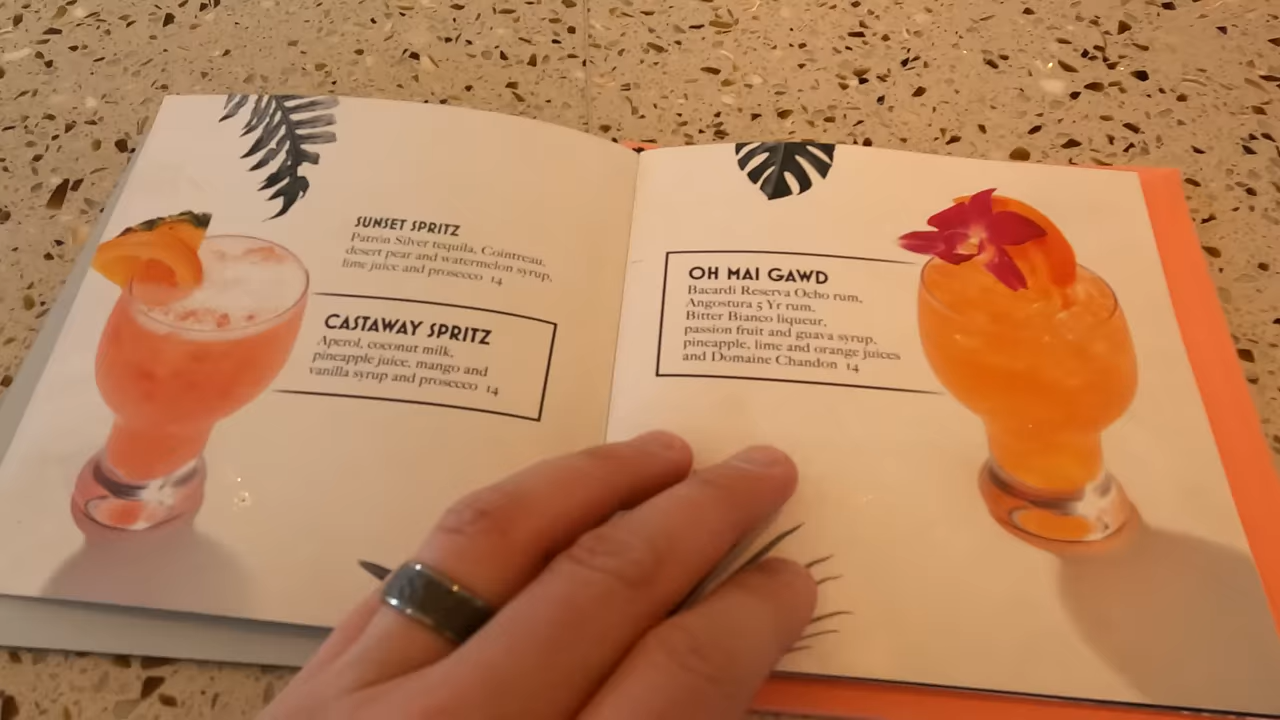 SUNSET SPRITZ
Patrón Silver tequila, Cointreau,
desert pear and watermelon syrup,
lime juice and prosecco 14
CASTAWAY SPRITZ
Aperol, coconut milk,
pineapple juice, mango and
vanilla syrup and prosecco 14
OH MAI GAWD
Bacardi Reserva Ocho rum,
Angostura 5 Yr rum,
Bitter Bianco liqueur,
passion fruit and guava syrup,
pineapple, lime and orange juices
and Domaine Chandon 14